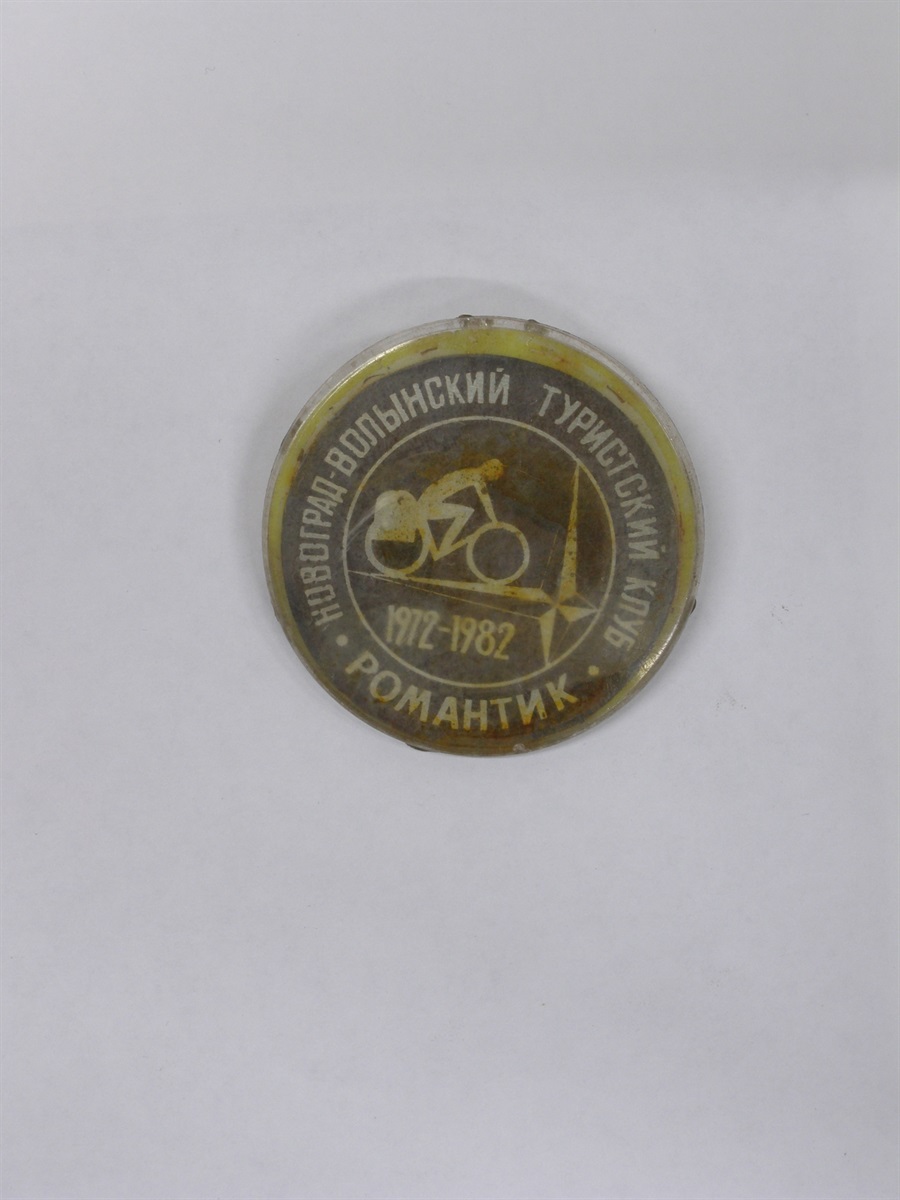 НОВОГРАД-ВОЛЫНСКИЙ ТУРИСТСКИЙ КЛУБ
1972-1982
• РОМАНТИК •